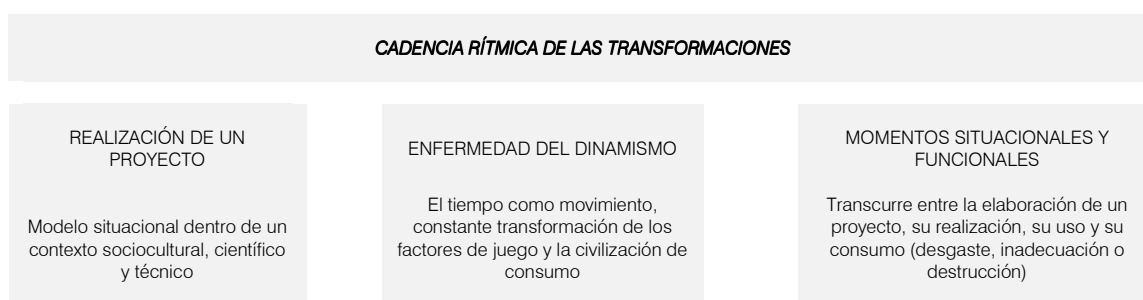 CADENCIA RÍTMICA DE LAS TRANSFORMACIONES
REALIZACIÓN DE UN
PROYECTO
Modelo situacional dentro de un
contexto sociocultural, científico
y técnico
ENFERMEDAD DEL DINAMISMO
El tiempo como movimiento,
constante transformación de los
factores de juego y la civilización de
consumo
MOMENTOS SITUACIONALES Y
FUNCIONALES
Transcurre entre la elaboración de un
proyecto, su realización, su uso y su
consumo (desgaste, inadecuación o
destrucción)